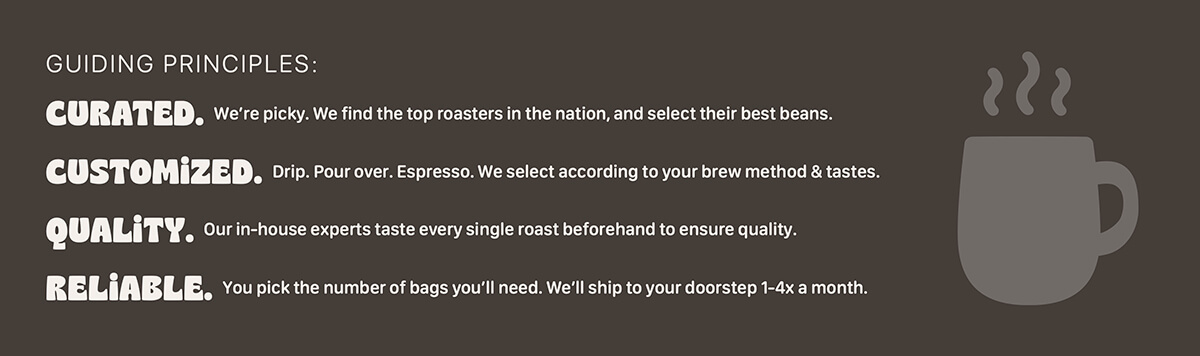 GUIDING PRINCIPLES:
CURATED. We're picky. We find the top roasters in the nation, and select their best beans.
CUSTOMiZED. Drip. Pour over. Espresso. We select according to your brew method & tastes.
QUALiTY. Our in-house experts taste every single roast beforehand to ensure quality.
RELiABLE. You pick the number of bags you'll need. We'll ship to your doorstep 1-4x a month.